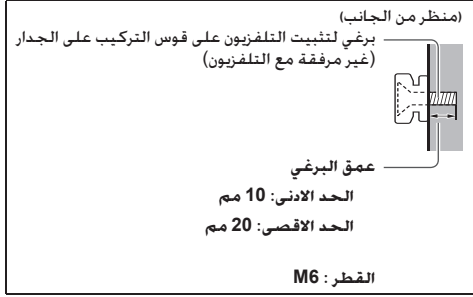 (منظر من الجانب)
برغي لتثبيت التلفزيون على قوس التركيب على الجدار
(غير مرفقة مع التلفزيون)
عمق البرغي
الحد الادنى: 10 مم
الحد الاقصى: 20 مم
القطر : M6